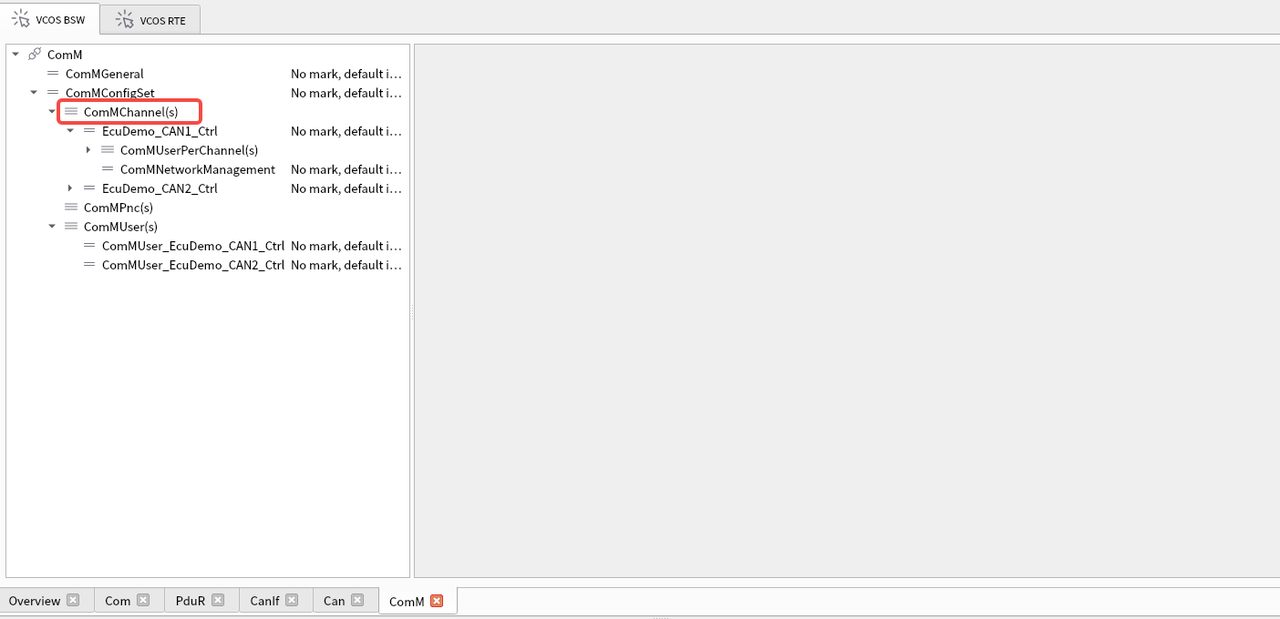 VCOS BSW VCOS RTE
ComM
ComMGeneral No mark, default i...
ComMConfigSet No mark, default i...
ComMChannel(s)
EcuDemo_CAN1_Ctrl No mark, default i...
ComMUserPerChannel(s)
ComMNetworkManagement No mark, default i...
EcuDemo_CAN2_Ctrl No mark, default i...
ComMPnc(s)
ComMUser(s)
ComMUser_EcuDemo_CAN1_Ctrl No mark, default i...
ComMUser_EcuDemo_CAN2_Ctrl No mark, default i...
Overview Com PduR CanIf Can ComM